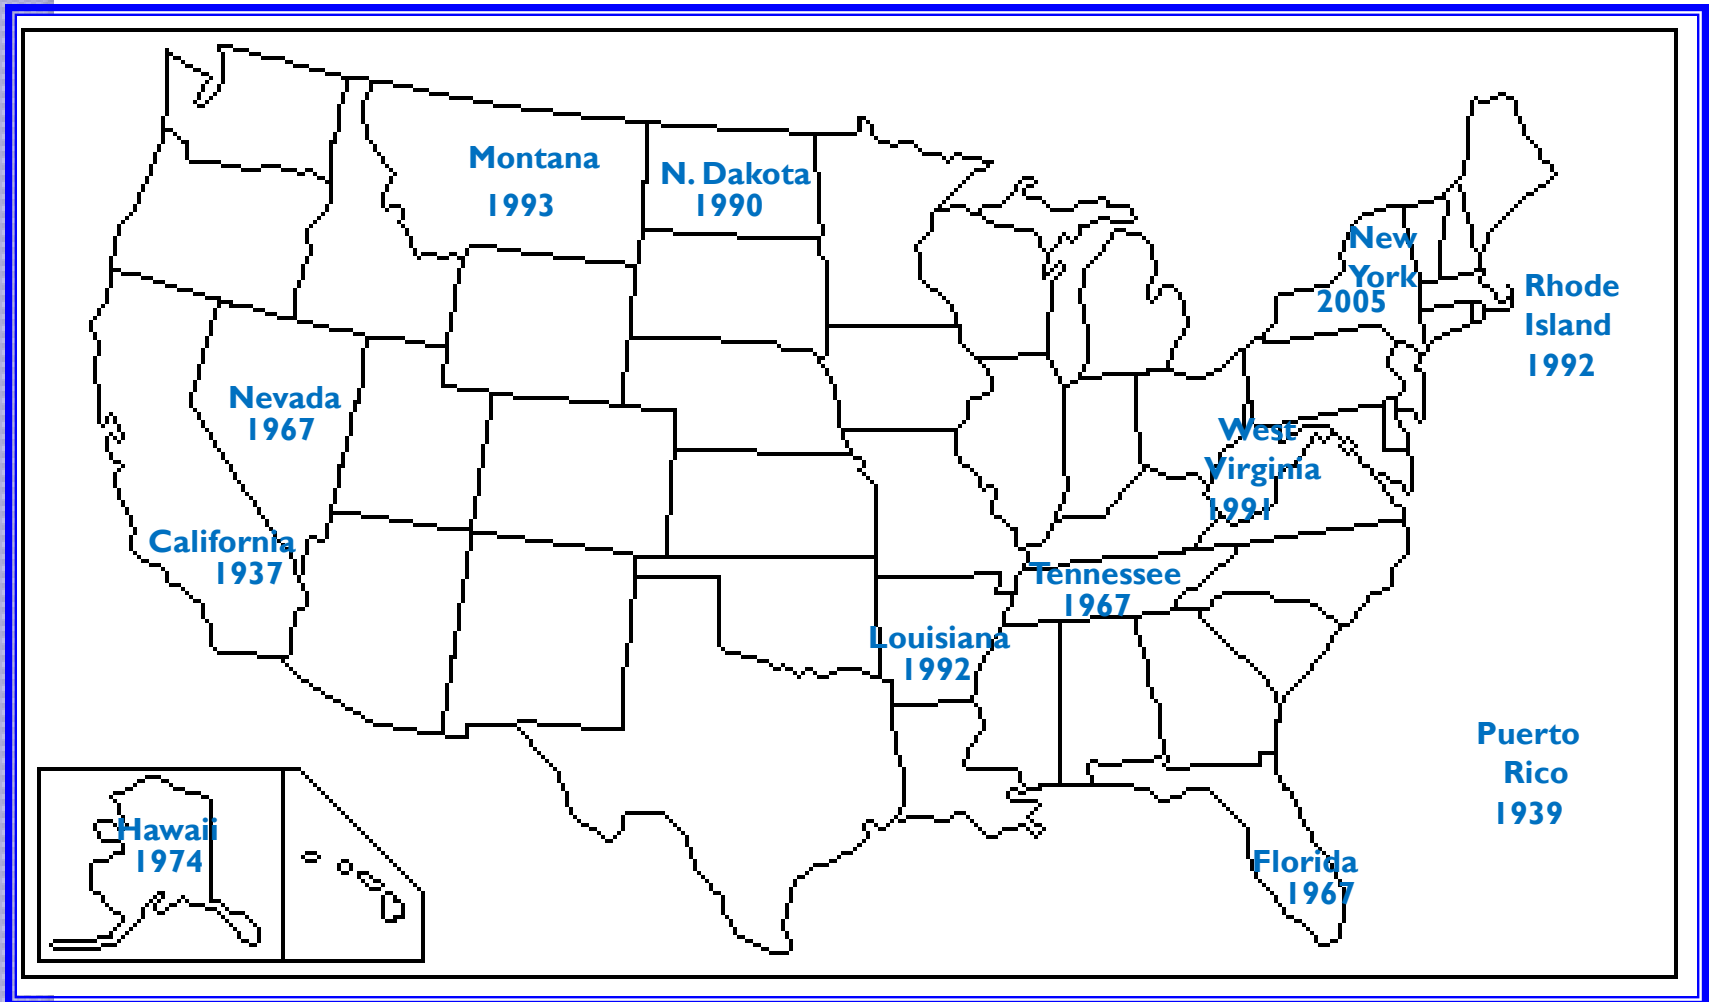 Montana
1993
N. Dakota
1990
New
York
2005
Rhode
Island
1992
Nevada
1967
West
Virginia
1991
California
1937
Tennessee
1967
Louisiana
1992
Puerto
Rico
1939
Hawaii
1974
Florida
1967